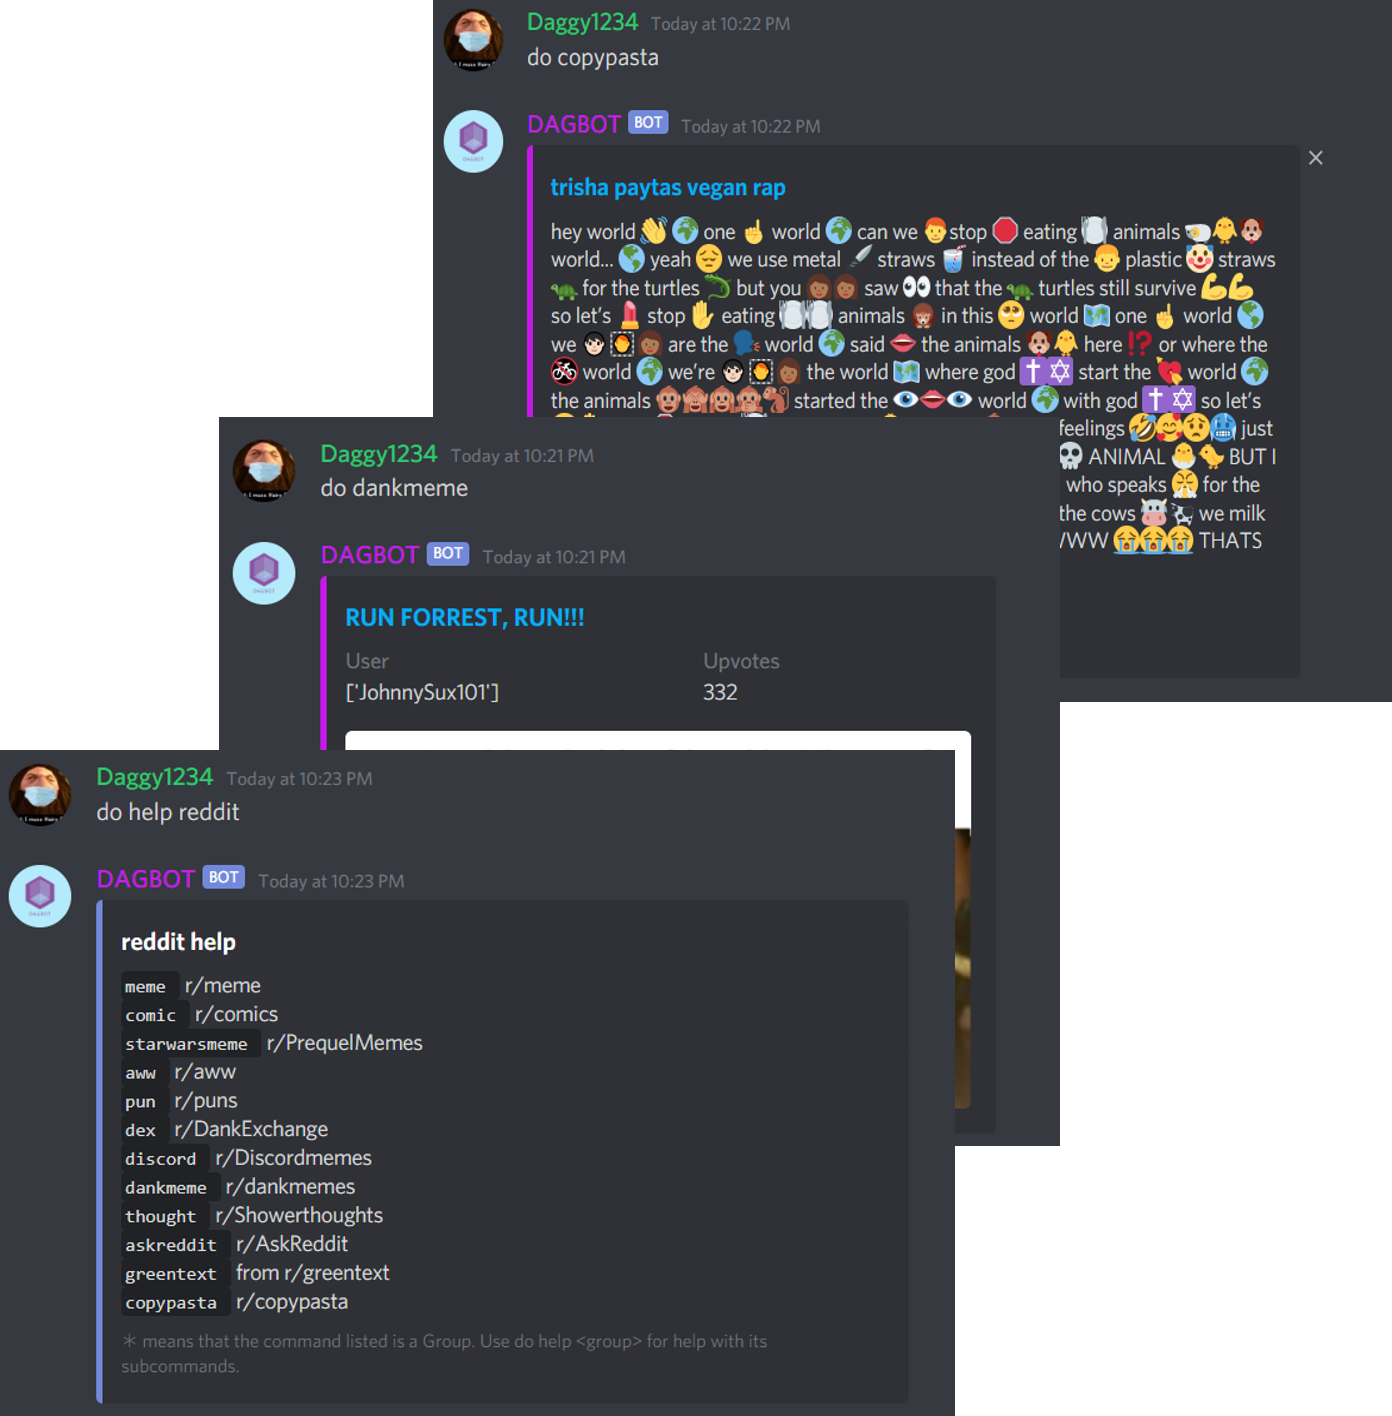 Daggy1234 Today at 10:22 PM
do copypasta
DAGBOT BOT Today at 10:22 PM
trisha paytas vegan rap
hey world 👋 🌍 one ☝ world 🌍 can we 👨‍🦰 stop 🛑 eating 🍽 animals 🍳🐥🐶
world... 🌎 yeah 😔 we use metal 🔪 straws 🥤 instead of the 👨 plastic 🤡 straws
🐢 for the turtles 🦎 but you 👩🏾👩🏾 saw 👀 that the 🐢 turtles still survive 💪💪
so let's 💄 stop ✋ eating 🍽🍽 animals in this 🥺 world 🗺 one ☝ world 🌎
we are the 🗣 world 🌍 said 👄 the animals 🐶🐥 here ⁉ or where the
🚳 world 🌍 we're the world 🗺 where god ✝✡ start the 💘 world 🌍
the animals 🐵🙈🙉🙊🐒 started the 👁👄👁 world 🌍 with god ✝✡ so let's
feelings 🤣🥰😟🥶 just
💀 ANIMAL 🐣🐤 BUT I
who speaks 😤 for the
the cows 🐮🐄 we milk
WWW 😭😭😭 THATS
Daggy1234 Today at 10:21 PM
do dankmeme
DAGBOT BOT Today at 10:21 PM
RUN FORREST, RUN!!!
User Upvotes
['JohnnySux101'] 332
Daggy1234 Today at 10:23 PM
do help reddit
DAGBOT BOT Today at 10:23 PM
reddit help
meme r/meme
comic r/comics
starwarsmeme r/PrequelMemes
aww r/aww
pun r/puns
dex r/DankExchange
discord r/Discordmemes
dankmeme r/dankmemes
thought r/Showerthoughts
askreddit r/AskReddit
greentext from r/greentext
copypasta r/copypasta
* means that the command listed is a Group. Use do help <group> for help with its
subcommands.